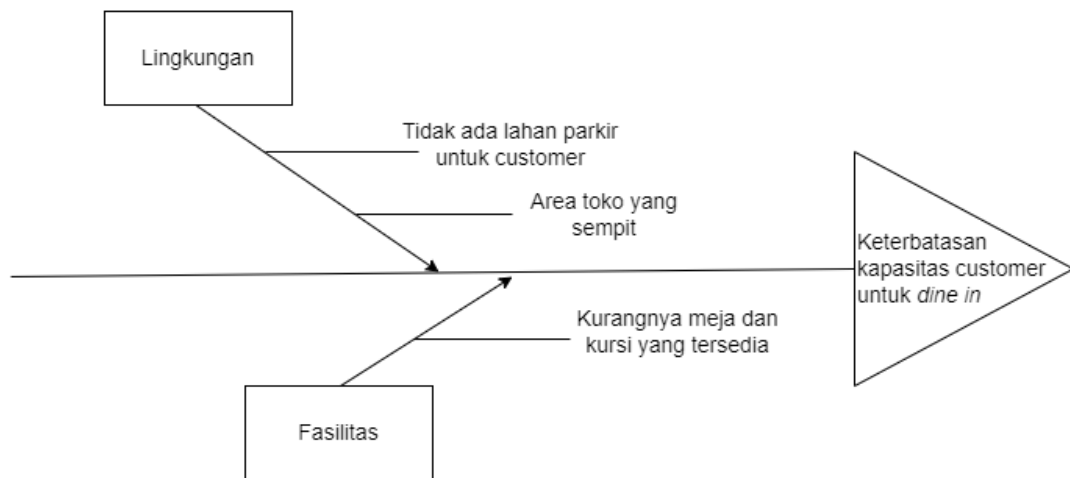 Lingkungan
Tidak ada lahan parkir
untuk customer
Area toko yang
sempit
Keterbatasan
kapasitas customer
untuk dine in
Kurangnya meja dan
kursi yang tersedia
Fasilitas